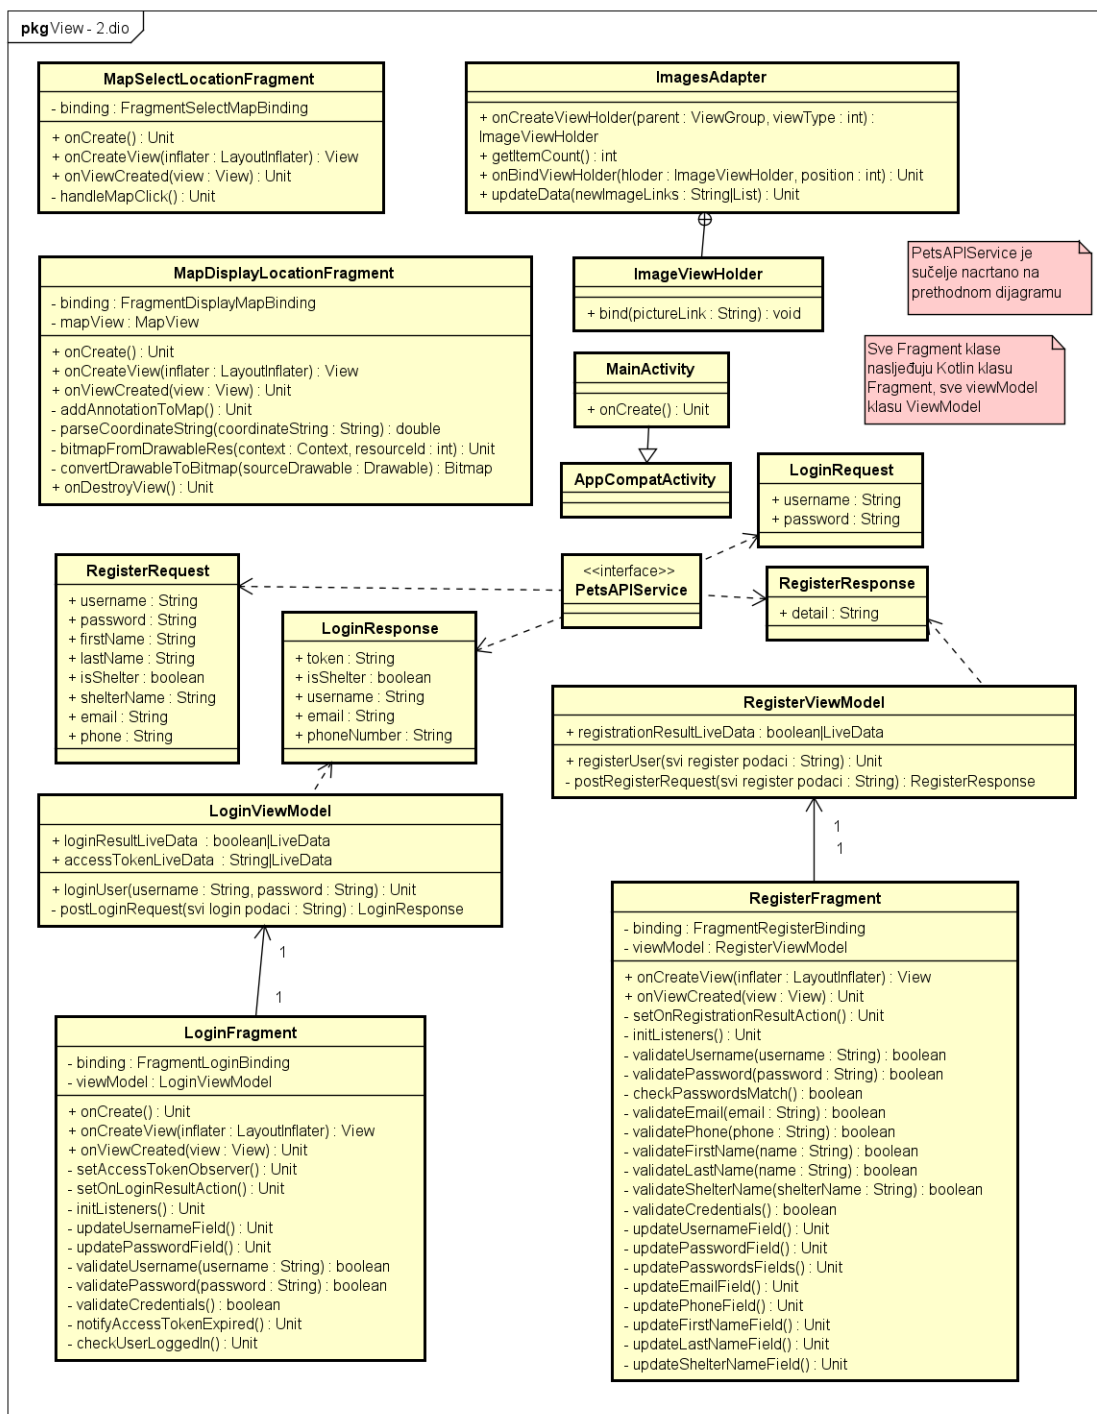 pkg View - 2.dio
MapSelectLocationFragment
- binding : FragmentSelectMapBinding
+ onCreate() : Unit
+ onCreateView(inflater : LayoutInflater) : View
+ onViewCreated(view : View) : Unit
- handleMapClick() : Unit
ImagesAdapter
+ onCreateViewHolder(parent : ViewGroup, viewType : int) :
ImageViewHolder
+ getItemCount() : int
+ onBindViewHolder(hloder : ImageViewHolder, position : int) : Unit
+ updateData(newImageLinks : String|List) : Unit
MapDisplayLocationFragment
- binding : FragmentDisplayMapBinding
- mapView : MapView
+ onCreate() : Unit
+ onCreateView(inflater : LayoutInflater) : View
+ onViewCreated(view : View) : Unit
- addAnnotationToMap() : Unit
- parseCoordinateString(coordinateString : String) : double
- bitmapFromDrawableRes(context : Context, resourceId : int) : Unit
- convertDrawableToBitmap(sourceDrawable : Drawable) : Bitmap
+ onDestroyView() : Unit
ImageViewHolder
+ bind(pictureLink : String) : void
PetsAPIService je
sučelje nacrtano na
prethodnom dijagramu
Sve Fragment klase
nasljeđuju Kotlin klasu
Fragment, sve viewModel
klasu ViewModel
MainActivity
+ onCreate() : Unit
AppCompatActivity
LoginRequest
+ username : String
+ password : String
RegisterRequest
+ username : String
+ password : String
+ firstName : String
+ lastName : String
+ isShelter : boolean
+ shelterName : String
+ email : String
+ phone : String
<<interface>>
PetsAPIService
RegisterResponse
+ detail : String
LoginResponse
+ token : String
+ isShelter : boolean
+ username : String
+ email : String
+ phoneNumber : String
RegisterViewModel
+ registrationResultLiveData : boolean|LiveData
+ registerUser(svi register podaci : String) : Unit
- postRegisterRequest(svi register podaci : String) : RegisterResponse
LoginViewModel
+ loginResultLiveData : boolean|LiveData
+ accessTokenLiveData : String|LiveData
+ loginUser(username : String, password : String) : Unit
- postLoginRequest(svi login podaci : String) : LoginResponse
1
1
1
1
RegisterFragment
- binding : FragmentRegisterBinding
- viewModel : RegisterViewModel
+ onCreateView(inflater : LayoutInflater) : View
+ onViewCreated(view : View) : Unit
- setOnRegistrationResultAction() : Unit
- initListeners() : Unit
- validateUsername(username : String) : boolean
- validatePassword(password : String) : boolean
- checkPasswordsMatch() : boolean
- validateEmail(email : String) : boolean
- validatePhone(phone : String) : boolean
- validateFirstName(name : String) : boolean
- validateLastName(name : String) : boolean
- validateShelterName(shelterName : String) : boolean
- validateCredentials() : boolean
- updateUsernameField() : Unit
- updatePasswordField() : Unit
- updatePasswordsFields() : Unit
- updateEmailField() : Unit
- updatePhoneField() : Unit
- updateFirstNameField() : Unit
- updateLastNameField() : Unit
- updateShelterNameField() : Unit
LoginFragment
- binding : FragmentLoginBinding
- viewModel : LoginViewModel
+ onCreate() : Unit
+ onCreateView(inflater : LayoutInflater) : View
+ onViewCreated(view : View) : Unit
- setAccessTokenObserver() : Unit
- setOnLoginResultAction() : Unit
- initListeners() : Unit
- updateUsernameField() : Unit
- updatePasswordField() : Unit
- validateUsername(username : String) : boolean
- validatePassword(password : String) : boolean
- validateCredentials() : boolean
- notifyAccessTokenExpired() : Unit
- checkUserLoggedIn() : Unit